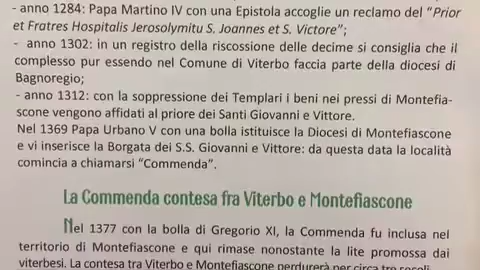 - anno 1284: Papa Martino IV con una Epistola accoglie un reclamo del "Prior
et Fratres Hospitalis Jerosolymitu S. Joannes et S. Victore";
- anno 1302: in un registro della riscossione delle decime si consiglia che il
complesso pur essendo nel Comune di Viterbo faccia parte della diocesi di
Bagnoregio;
- anno 1312: con la soppressione dei Templari i beni nei pressi di Montefia-
scone vengono affidati al priore dei Santi Giovanni e Vittore.
Nel 1369 Papa Urbano V con una bolla istituisce la Diocesi di Montefiascone
e vi inserisce la Borgata dei S.S. Giovanni e Vittore: da questa data la località
comincia a chiamarsi "Commenda".
La Commenda contesa fra Viterbo e Montefiascone
Nel 1377 con la bolla di Gregorio XI, la Commenda fu inclusa nel
territorio di Montefiascone e qui rimase nonostante la lite promossa dai
viterbesi. La contesa fra Viterbo e Montefiascone perdurerà per circa tre secoli